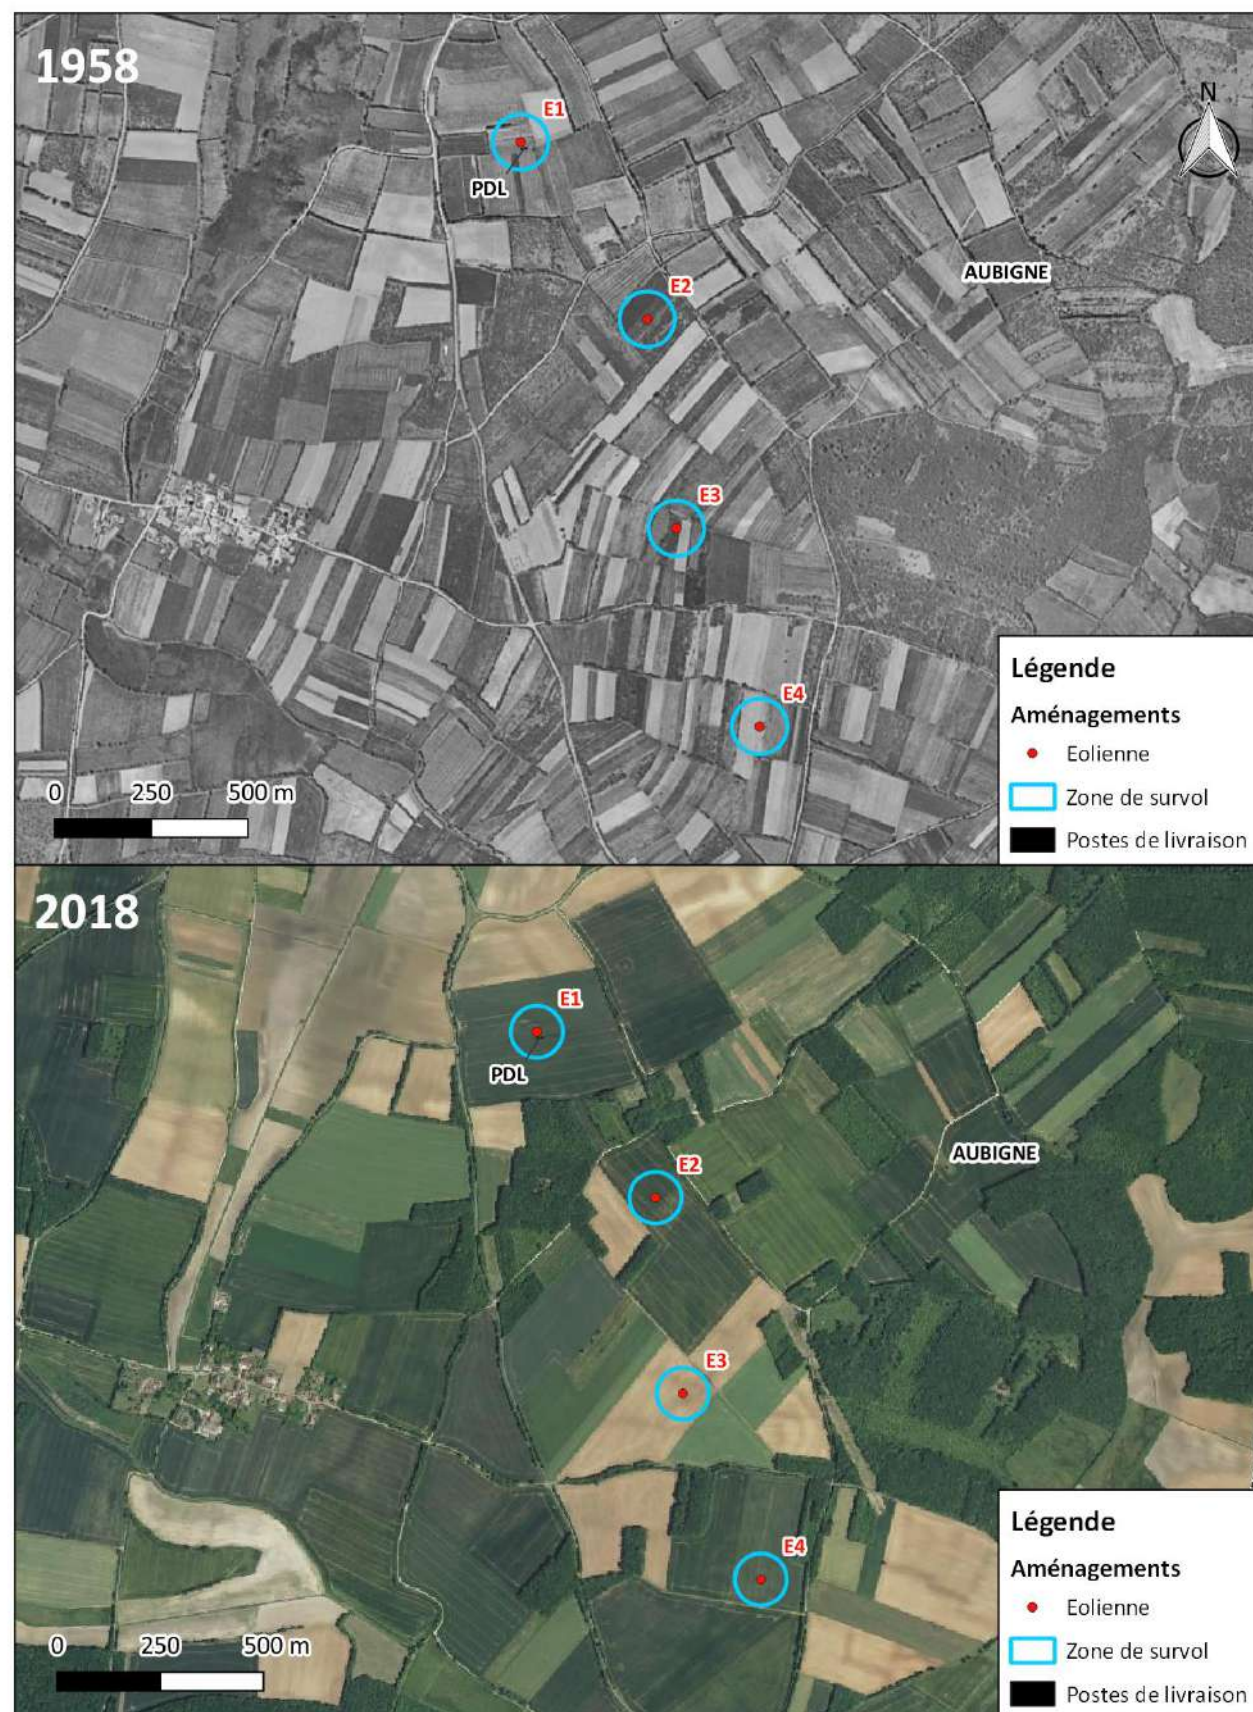 1958
N
E1
PDL
AUBIGNE
E2
E3
E4
0 250 500 m
Légende
Aménagements
Eolienne
Zone de survol
Postes de livraison
2018
E1
PDL
AUBIGNE
E2
E3
E4
0 250 500 m
Légende
Aménagements
Eolienne
Zone de survol
Postes de livraison